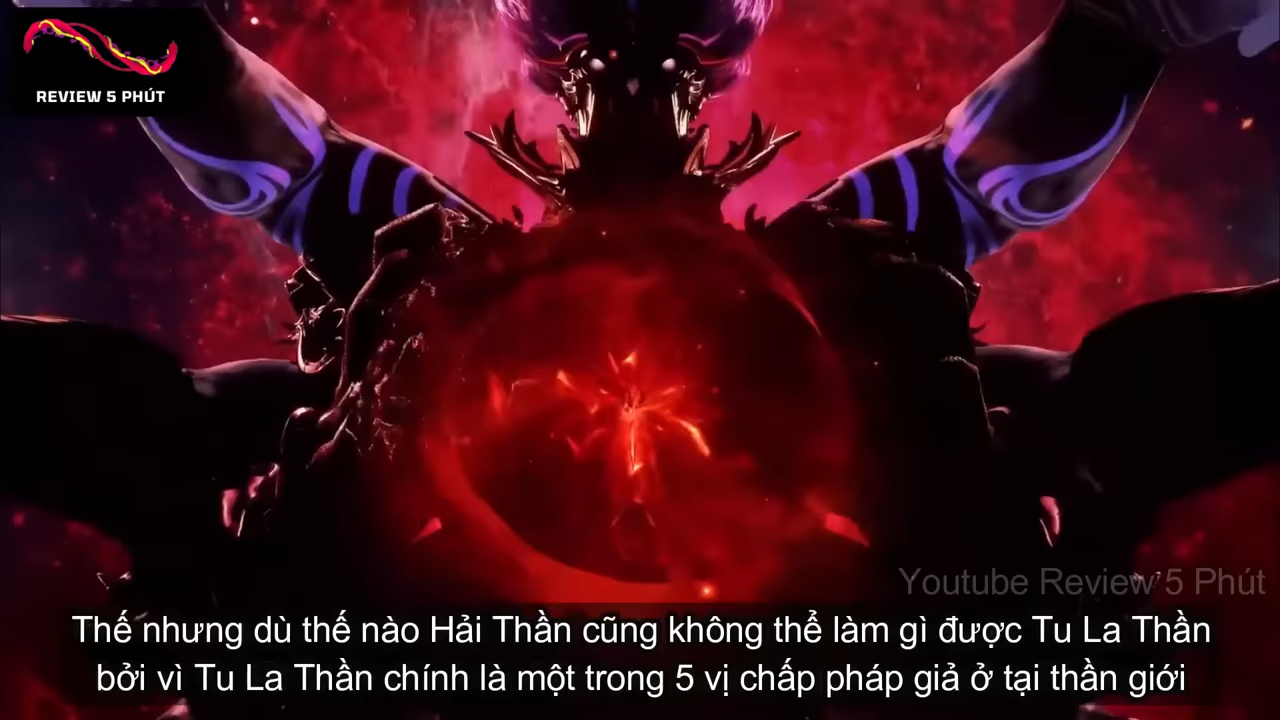 REVIEW 5 PHÚT
Youtube Review 5 Phút
Thế nhưng dù thế nào Hải Thần cũng không thể làm gì được Tu La Thần
bởi vì Tu La Thần chính là một trong 5 vị chấp pháp giả ở tại thần giới